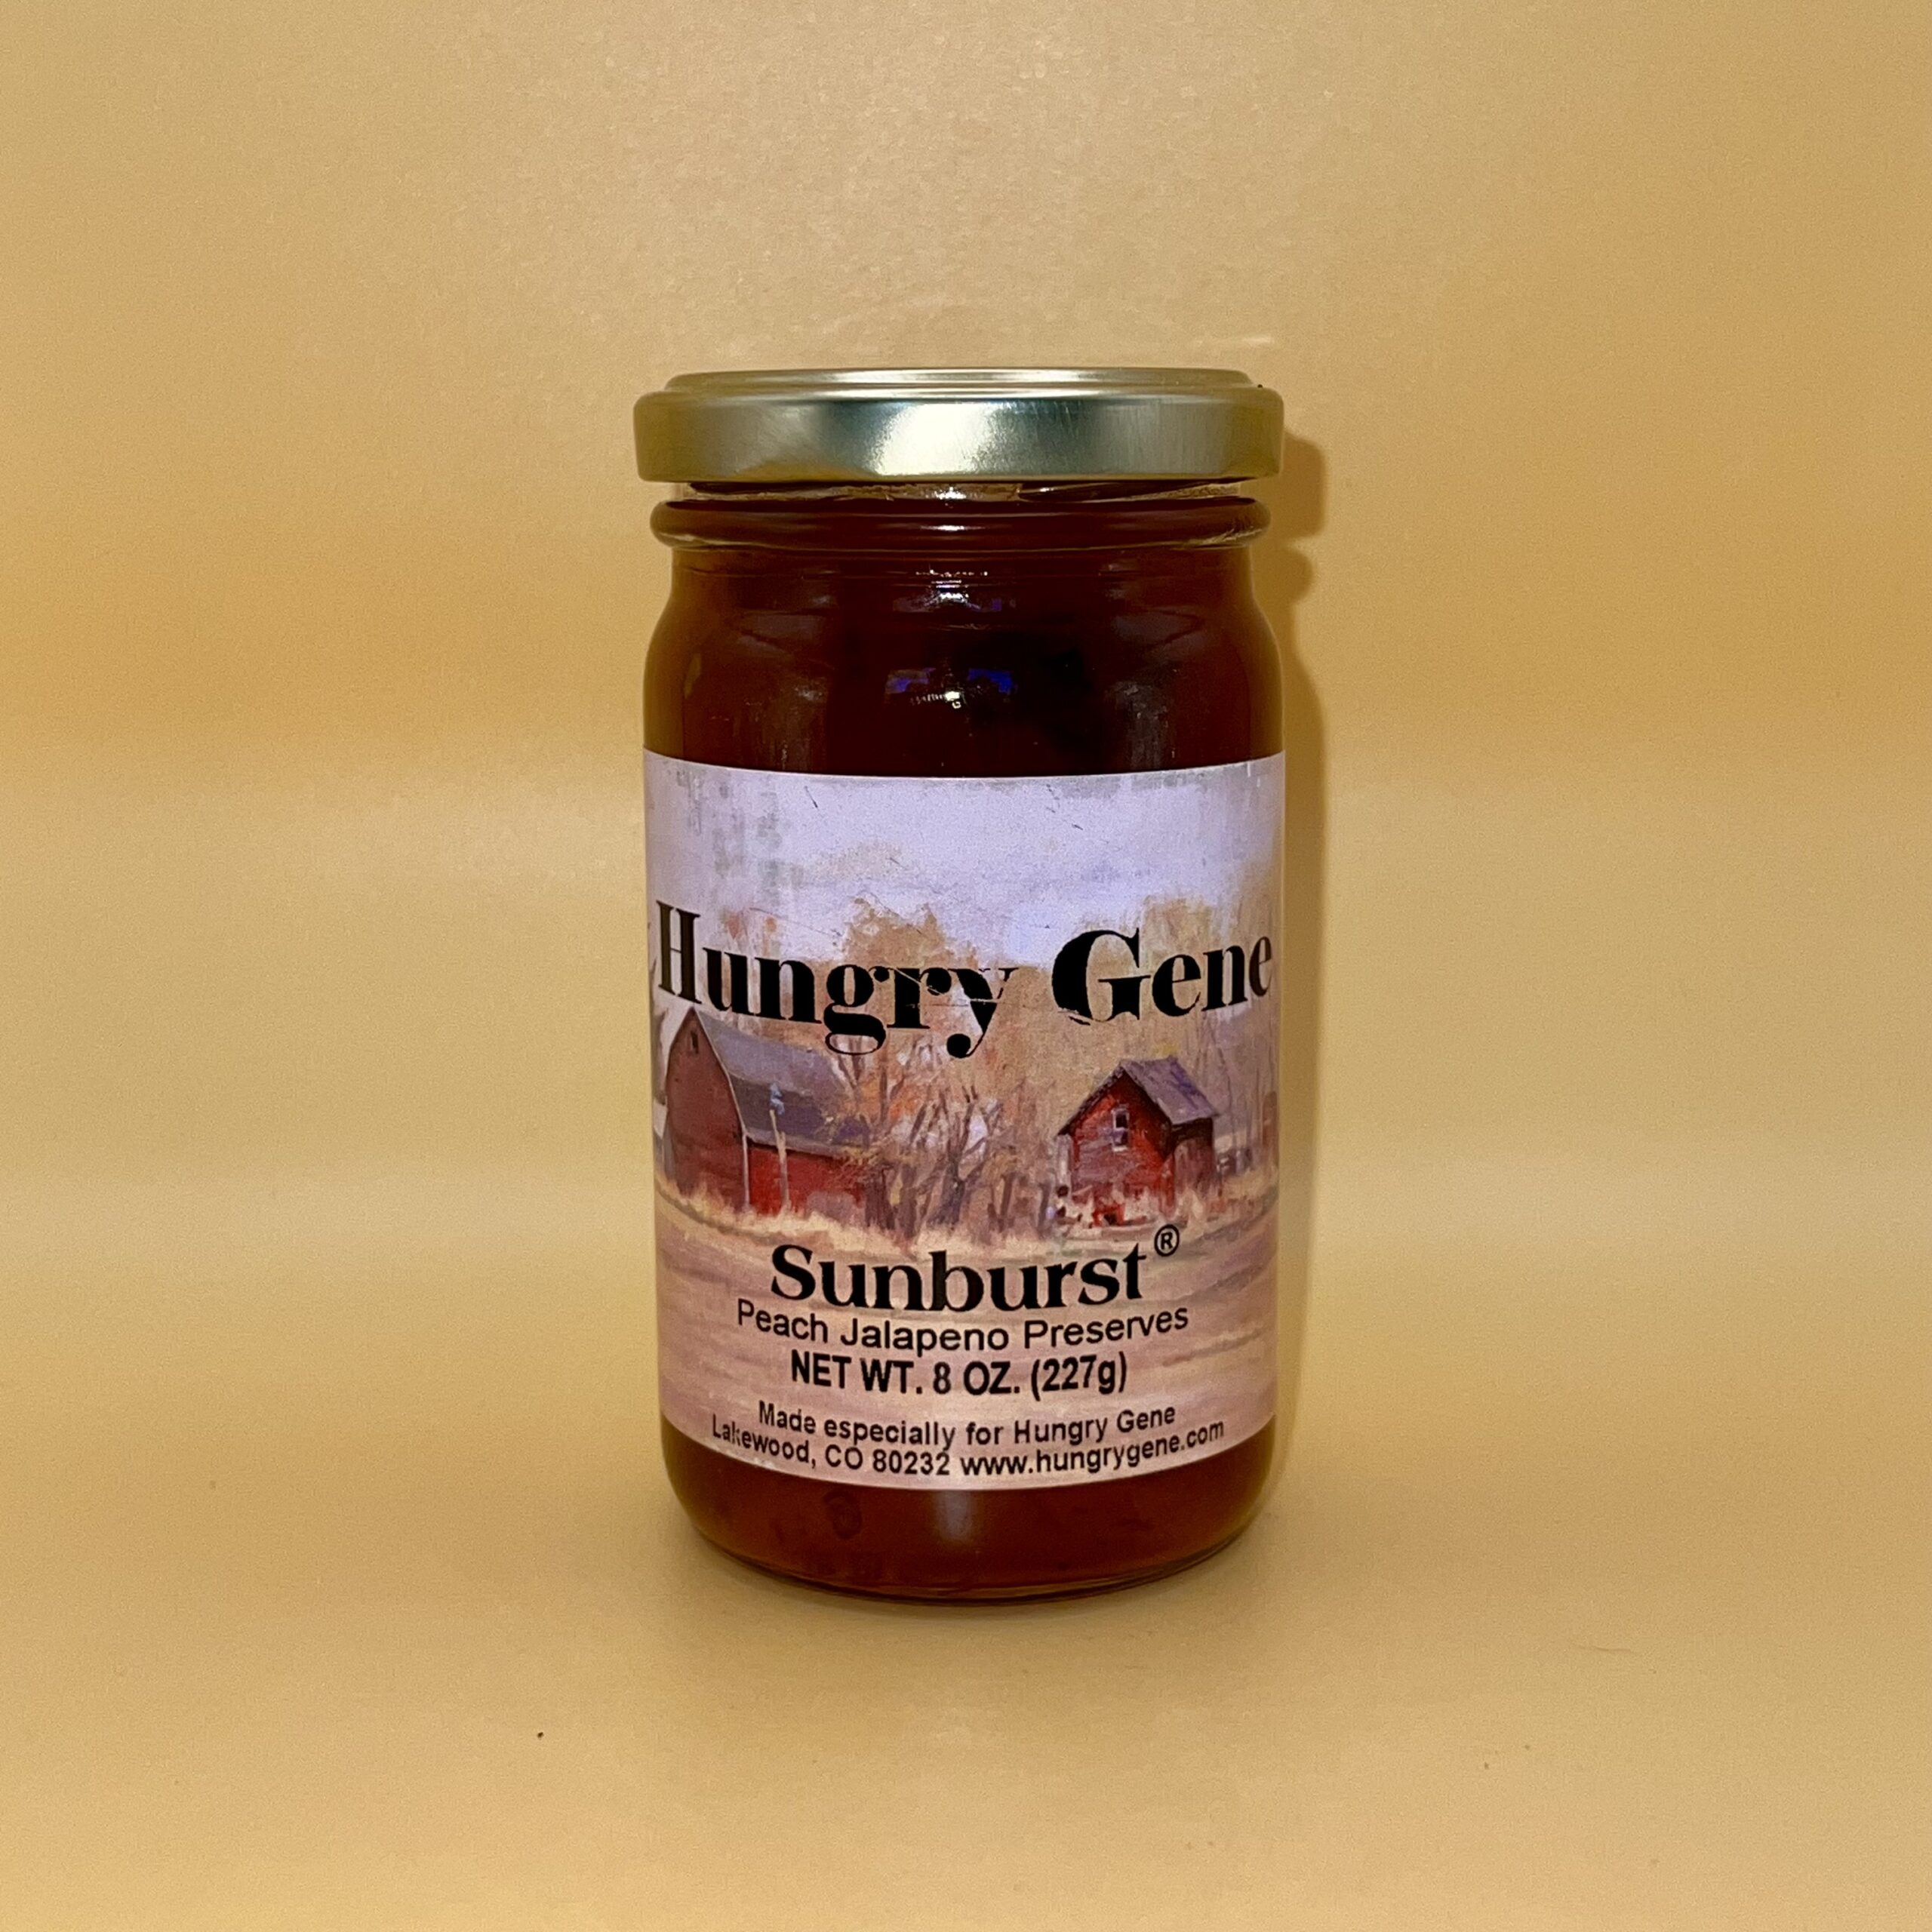 Hungry Gene
Sunburst®
Peach Jalapeno Preserves
NET WT. 8 OZ. (227g)
Made especially for Hungry Gene
Lakewood, CO 80232 www.hungrygene.com